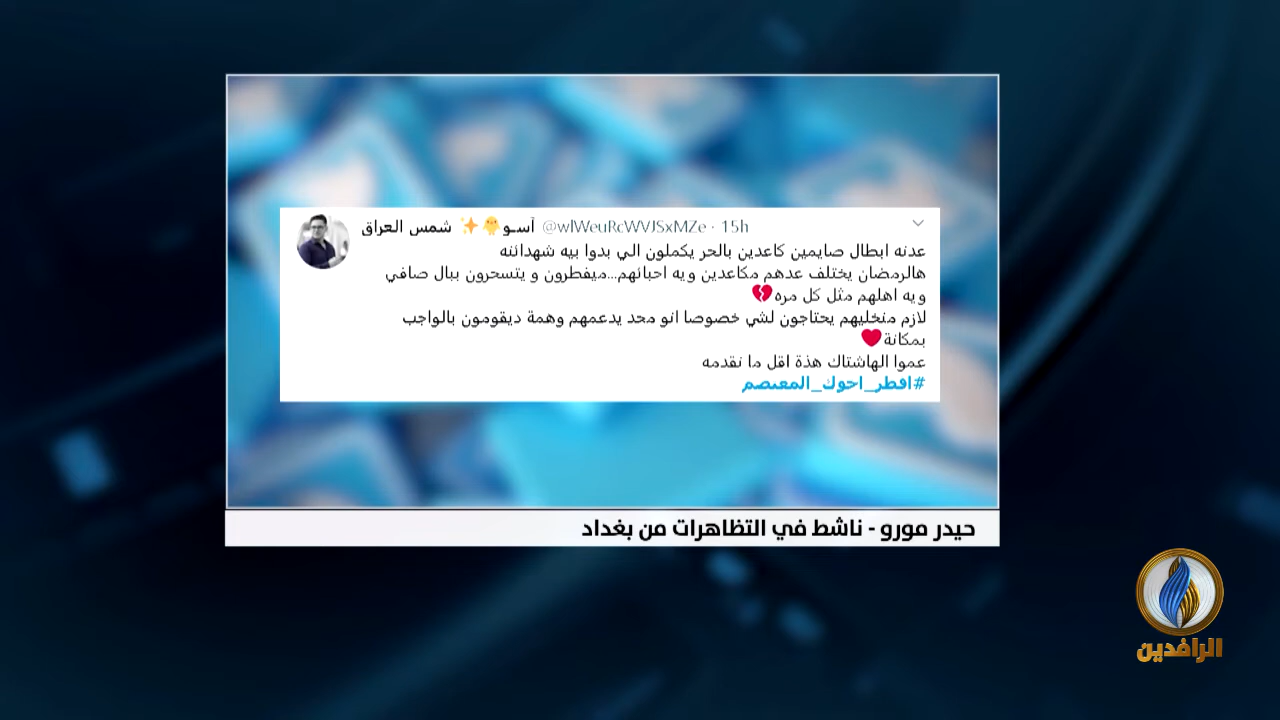 آسو🐥✨ شمس العراق @wlWeuRcWVJSxMZe · 15h
عدنه ابطال صايمين كاعدين بالحر يكملون الي بدوا بيه شهدائنه
هالرمضان يختلف عدهم مكاعدين ويه احبائهم...ميفطرون و يتسحرون ببال صافي
ويه اهلهم مثل كل مره💔
لازم منخليهم يحتاجون لشي خصوصا انو محد يدعمهم وهمة ديقومون بالواجب
بمكانة❤
عموا الهاشتاك هذة اقل ما نقدمه
#افطر_اخوك_المعتصم
حيدر مورو - ناشط في التظاهرات من بغداد
الرافدين